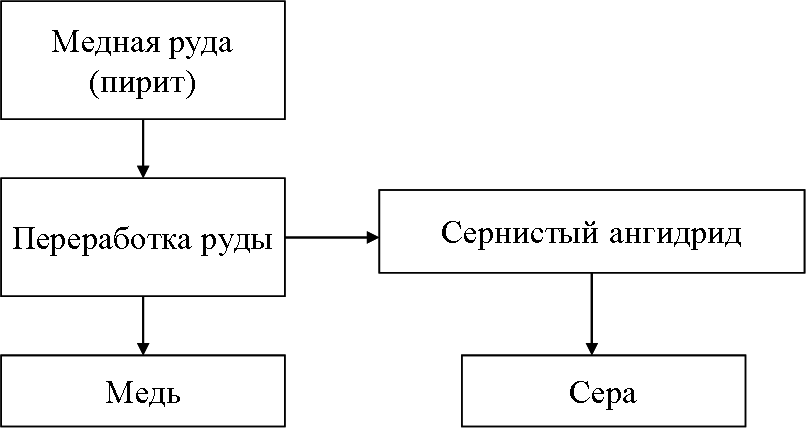 Медная руда
(пирит)
Переработка руды
Сернистый ангидрид
Медь
Сера